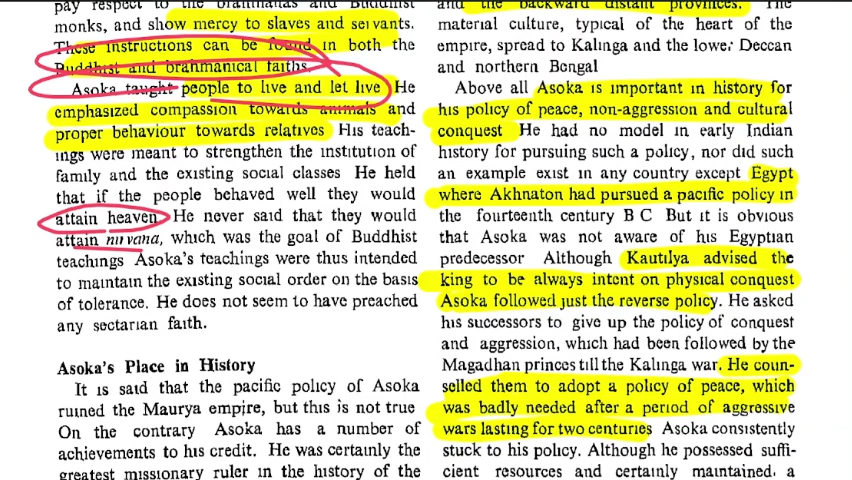 pay respect to the brahmanas and Buddhist
monks, and show mercy to slaves and servants.
These instructions can be found in both the
Buddhist and brahmanical faiths.
Asoka taught people to live and let live He
emphasized compassion towards animals and
proper behaviour towards relatives His teach-
ings were meant to strengthen the institution of
family and the existing social classes He held
that if the people behaved well they would
attain heaven He never said that they would
attain nirvana, which was the goal of Buddhist
teachings Asoka's teachings were thus intended
to maintain the existing social order on the basis
of tolerance. He does not seem to have preached
any sectarian faith.
Asoka's Place in History
It is said that the pacific policy of Asoka
ruined the Maurya empire, but this is not true
On the contrary Asoka has a number of
achievements to his credit. He was certainly the
greatest missionary ruler in the history of the
and the backward distant provinces. The
material culture, typical of the heart of the
empire, spread to Kalinga and the lower Deccan
and northern Bengal
Above all Asoka is important in history for
his policy of peace, non-aggression and cultural
conquest He had no model in early Indian
history for pursuing such a policy, nor did such
an example exist in any country except Egypt
where Akhnaton had pursued a pacific policy in
the fourteenth century B C But it is obvious
that Asoka was not aware of his Egyptian
predecessor Although Kautilya advised the
king to be always intent on physical conquest
Asoka followed just the reverse policy. He asked
his successors to give up the policy of conquest
and aggression, which had been followed by the
Magadhan princes till the Kalinga war. He coun-
selled them to adopt a policy of peace, which
was badly needed after a period of aggressive
wars lasting for two centuries Asoka consistently
stuck to his policy. Although he possessed suffi-
cient resources and certainly maintained a